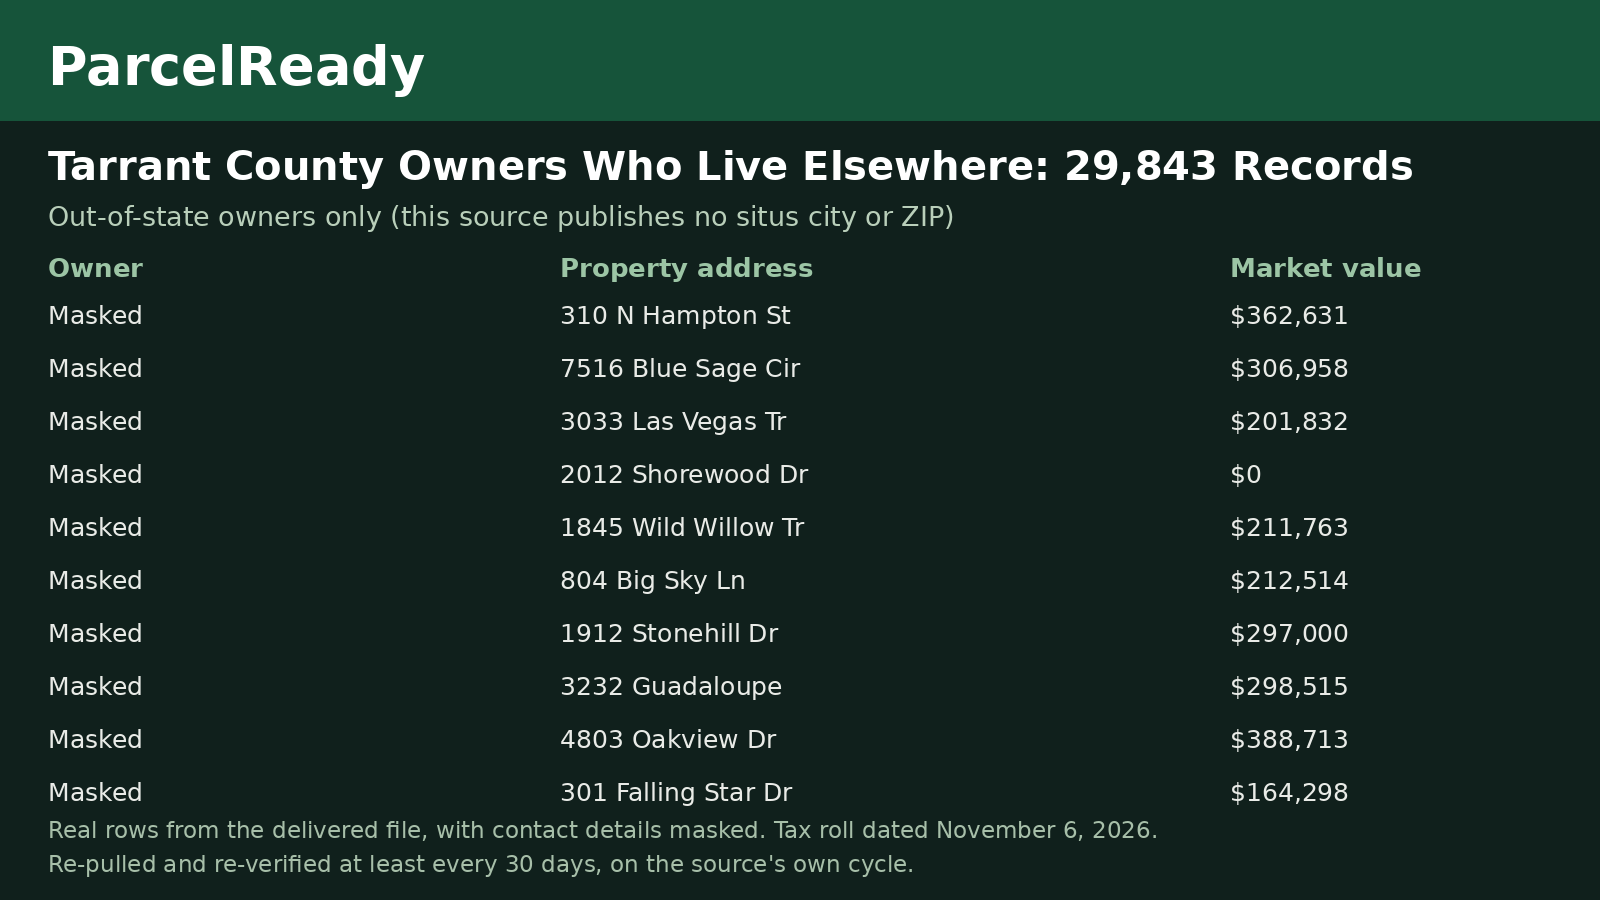 ParcelReady
Tarrant County Owners Who Live Elsewhere: 29,843 Records
Out-of-state owners only (this source publishes no situs city or ZIP)
Owner Property address Market value
Masked 310 N Hampton St $362,631
Masked 7516 Blue Sage Cir $306,958
Masked 3033 Las Vegas Tr $201,832
Masked 2012 Shorewood Dr $0
Masked 1845 Wild Willow Tr $211,763
Masked 804 Big Sky Ln $212,514
Masked 1912 Stonehill Dr $297,000
Masked 3232 Guadaloupe $298,515
Masked 4803 Oakview Dr $388,713
Masked 301 Falling Star Dr $164,298
Real rows from the delivered file, with contact details masked. Tax roll dated November 6, 2026.
Re-pulled and re-verified at least every 30 days, on the source's own cycle.